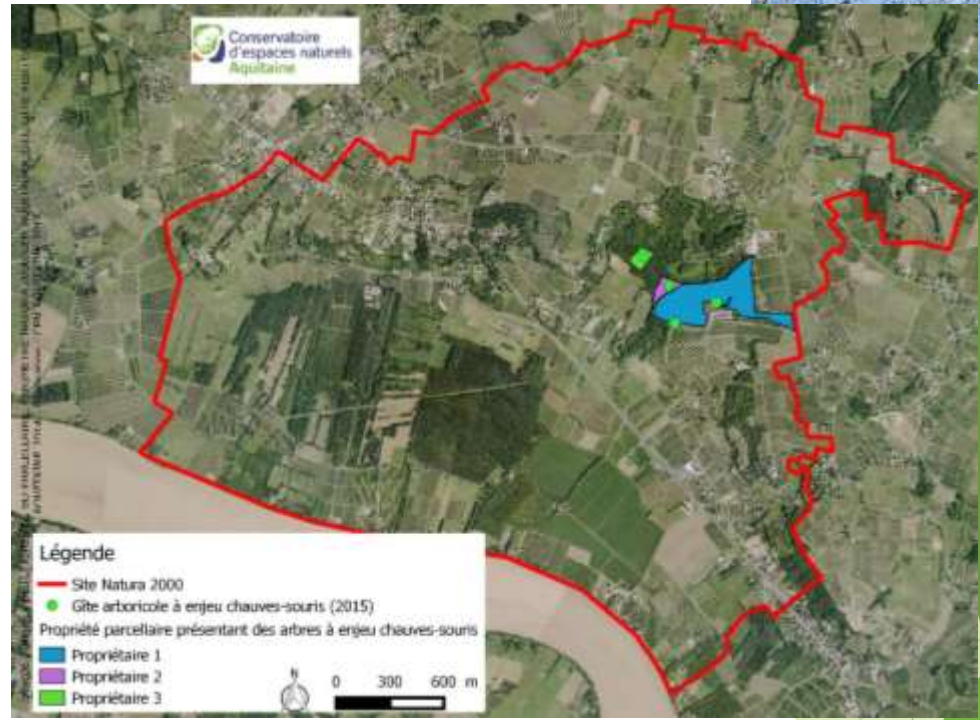 Conservatoire
d'espaces naturels
Aquitaine
Légende
Site Natura 2000
Gîte arboricole à enjeu chauves-souris (2015)
Propriété parcellaire présentant des arbres à enjeu chauves-souris
Propriétaire 1
Propriétaire 2
Propriétaire 3
N
0 300 600 m